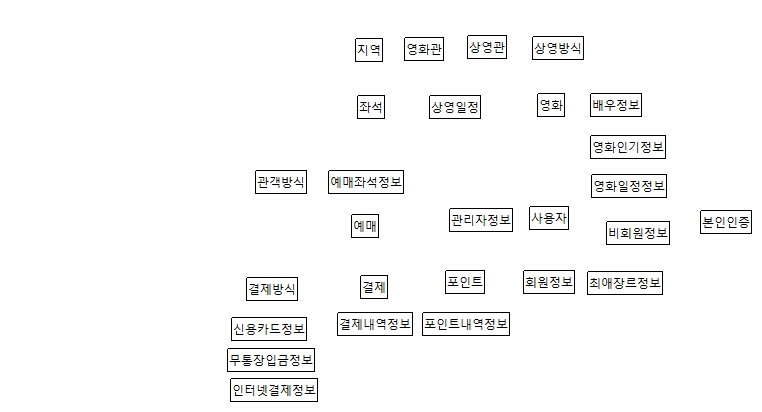 지역 영화관 상영관 상영방식
좌석 상영일정 영화 배우정보
영화인기정보
관객방식 예매좌석정보 영화일정정보
예매 관리자정보 사용자 비회원정보 본인인증
결제방식 결제 포인트 회원정보 최애장르정보
신용카드정보 결제내역정보 포인트내역정보
무통장입금정보
인터넷결제정보